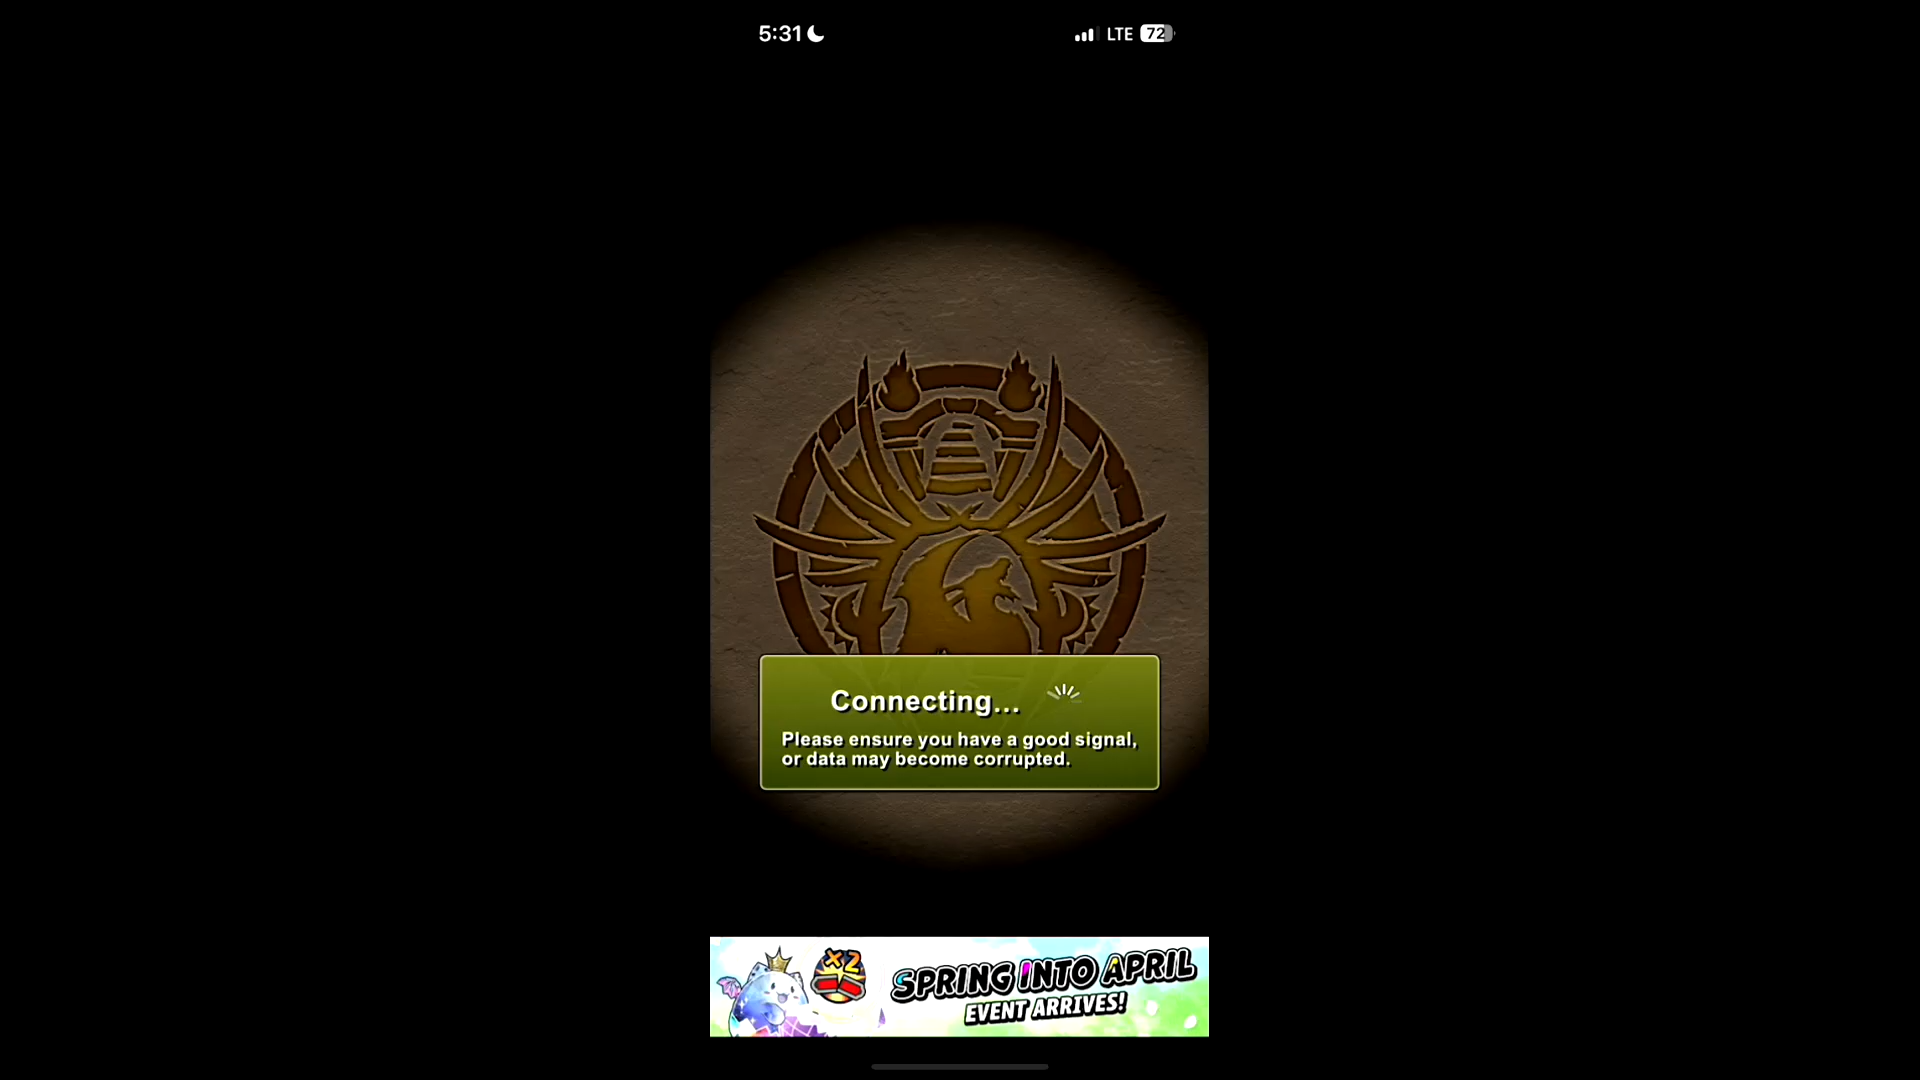 5:31
LTE 72
Connecting...
Please ensure you have a good signal,
or data may become corrupted.
X2
SPRING INTO APRIL
EVENT ARRIVES!